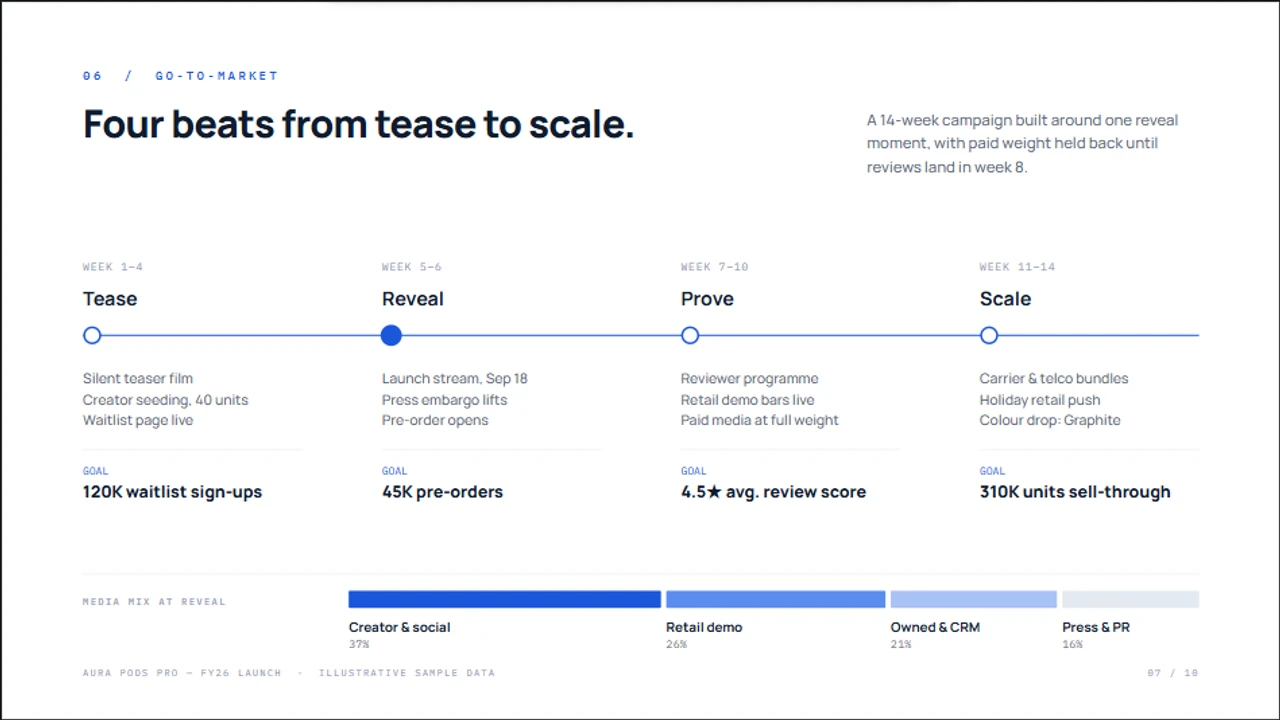 06 / GO-TO-MARKET
Four beats from tease to scale.
A 14-week campaign built around one reveal
moment, with paid weight held back until
reviews land in week 8.
WEEK 1–4
Tease
Silent teaser film
Creator seeding, 40 units
Waitlist page live
GOAL
120K waitlist sign-ups
WEEK 5–6
Reveal
Launch stream, Sep 18
Press embargo lifts
Pre-order opens
GOAL
45K pre-orders
WEEK 7–10
Prove
Reviewer programme
Retail demo bars live
Paid media at full weight
GOAL
4.5★ avg. review score
WEEK 11–14
Scale
Carrier & telco bundles
Holiday retail push
Colour drop: Graphite
GOAL
310K units sell-through
MEDIA MIX AT REVEAL
Creator & social
37%
Retail demo
26%
Owned & CRM
21%
Press & PR
16%
AURA PODS PRO — FY26 LAUNCH · ILLUSTRATIVE SAMPLE DATA
07 / 10